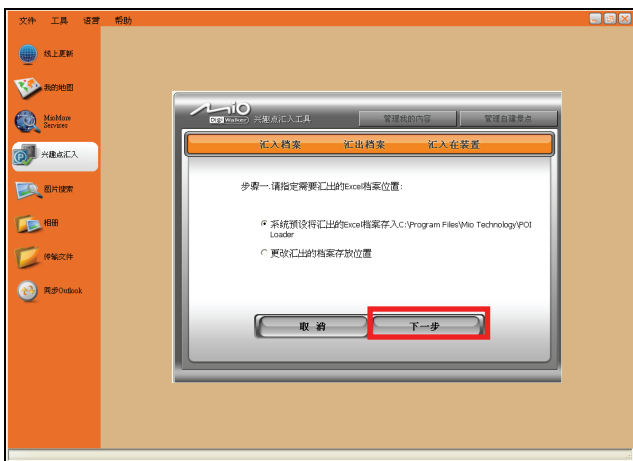 文件 工具 语言 帮助
线上更新
我的地图
MioMore
Services
兴趣点汇入
图片搜索
相册
传输文件
同步Outlook
Mio
DigiWalker 兴趣点汇入工具 管理我的内容 管理自建景点
汇入档案 汇出档案 汇入在装置
步骤一.请指定需要汇出的Excel档案位置:
系统预设将汇出的Excel档案存入C:\Program Files\Mio Technology\POI
Loader
更改汇出的档案存放位置
取消 下一步